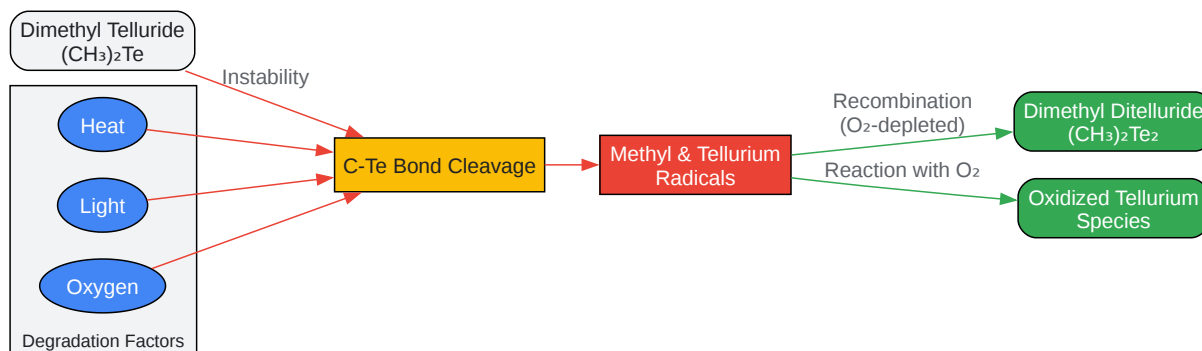 Dimethyl Telluride
(CH₃)₂Te
Instability
Heat
Light
Oxygen
Degradation Factors
C-Te Bond Cleavage
Methyl & Tellurium
Radicals
Recombination
(O₂-depleted)
Reaction with O₂
Dimethyl Ditelluride
(CH₃)₂Te₂
Oxidized Tellurium
Species